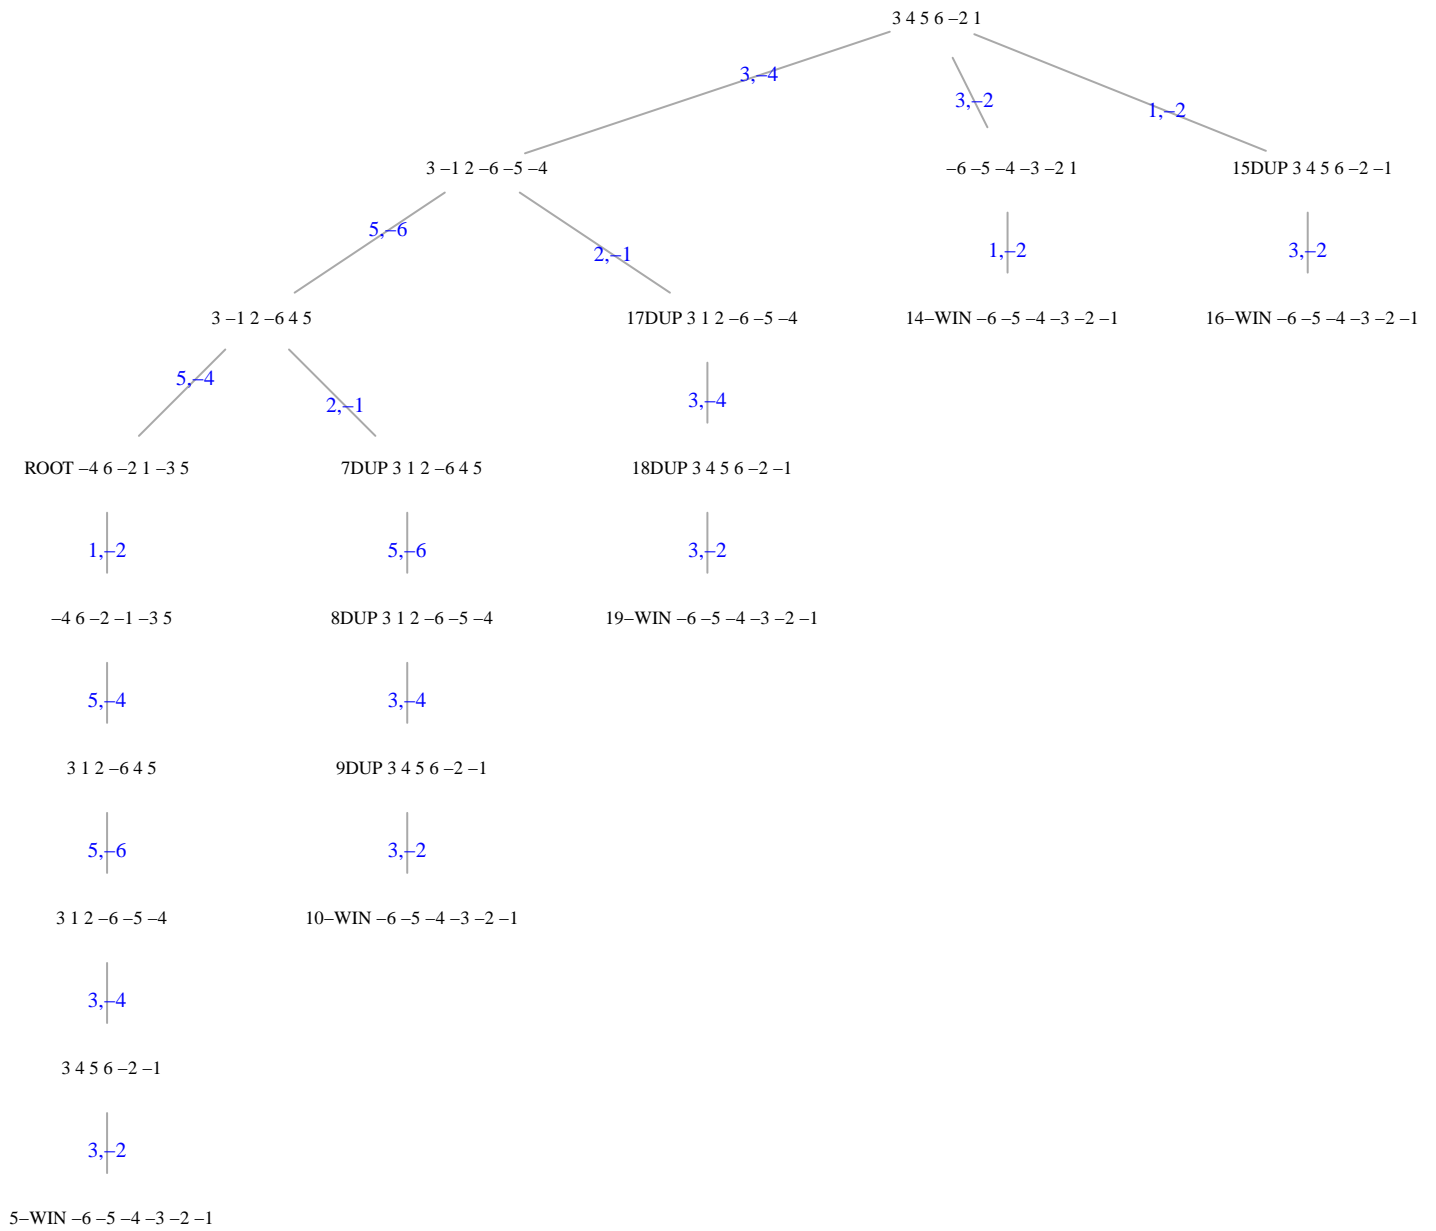 3 4 5 6 –2 1
3,–4
3,–2
1,–2
3 –1 2 –6 –5 –4
–6 –5 –4 –3 –2 1
15DUP 3 4 5 6 –2 –1
5,–6
2,–1
1,–2
3,–2
3 –1 2 –6 4 5
17DUP 3 1 2 –6 –5 –4
14–WIN –6 –5 –4 –3 –2 –1
16–WIN –6 –5 –4 –3 –2 –1
5,–4
2,–1
3,–4
ROOT –4 6 –2 1 –3 5
7DUP 3 1 2 –6 4 5
18DUP 3 4 5 6 –2 –1
1,–2
5,–6
3,–2
–4 6 –2 –1 –3 5
8DUP 3 1 2 –6 –5 –4
19–WIN –6 –5 –4 –3 –2 –1
5,–4
3,–4
3 1 2 –6 4 5
9DUP 3 4 5 6 –2 –1
5,–6
3,–2
3 1 2 –6 –5 –4
10–WIN –6 –5 –4 –3 –2 –1
3,–4
3 4 5 6 –2 –1
3,–2
5–WIN –6 –5 –4 –3 –2 –1